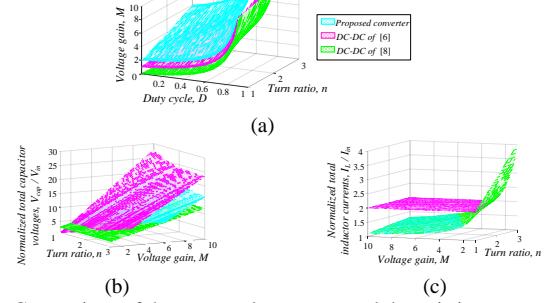 10
8
6
4
2
0
Voltage gain, M
0.2 0.4 0.6 0.8 1
Duty cycle, D
1 2 3
Turn ratio, n
Proposed converter
DC-DC of [6]
DC-DC of [8]
(a)
30
25
20
15
10
5
Normalized total capacitor
voltages, Vcap / Vin
1 2 3
Turn ratio, n
2 4 6 8 10
Voltage gain, M
(b)
4
3.5
3
2.5
2
1.5
1
Normalized total
inductor currents, IL / Iin
10 8 6 4 2
Voltage gain, M
1 2 3
Turn ratio, n
(c)